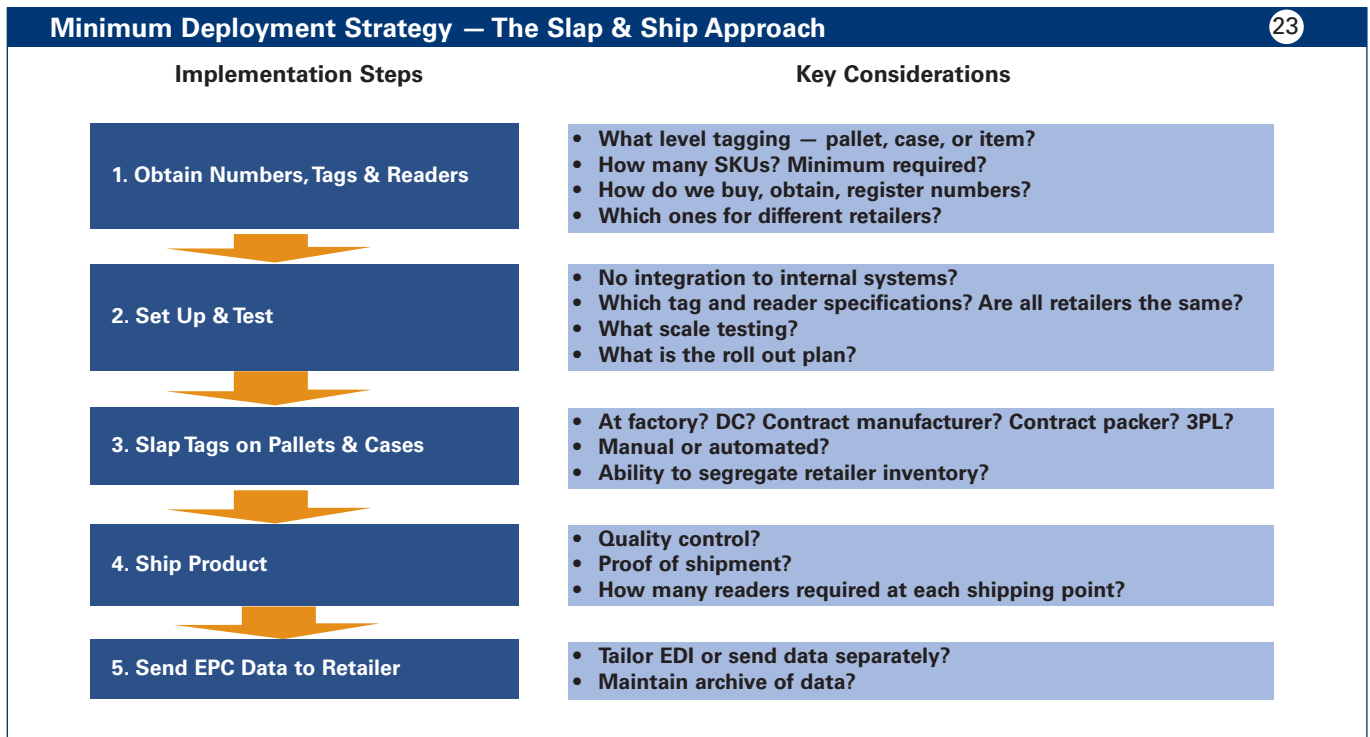 Minimum Deployment Strategy — The Slap & Ship Approach
23
Implementation Steps
Key Considerations
1. Obtain Numbers, Tags & Readers
• What level tagging — pallet, case, or item?
• How many SKUs? Minimum required?
• How do we buy, obtain, register numbers?
• Which ones for different retailers?
2. Set Up & Test
• No integration to internal systems?
• Which tag and reader specifications? Are all retailers the same?
• What scale testing?
• What is the roll out plan?
3. Slap Tags on Pallets & Cases
• At factory? DC? Contract manufacturer? Contract packer? 3PL?
• Manual or automated?
• Ability to segregate retailer inventory?
4. Ship Product
• Quality control?
• Proof of shipment?
• How many readers required at each shipping point?
5. Send EPC Data to Retailer
• Tailor EDI or send data separately?
• Maintain archive of data?